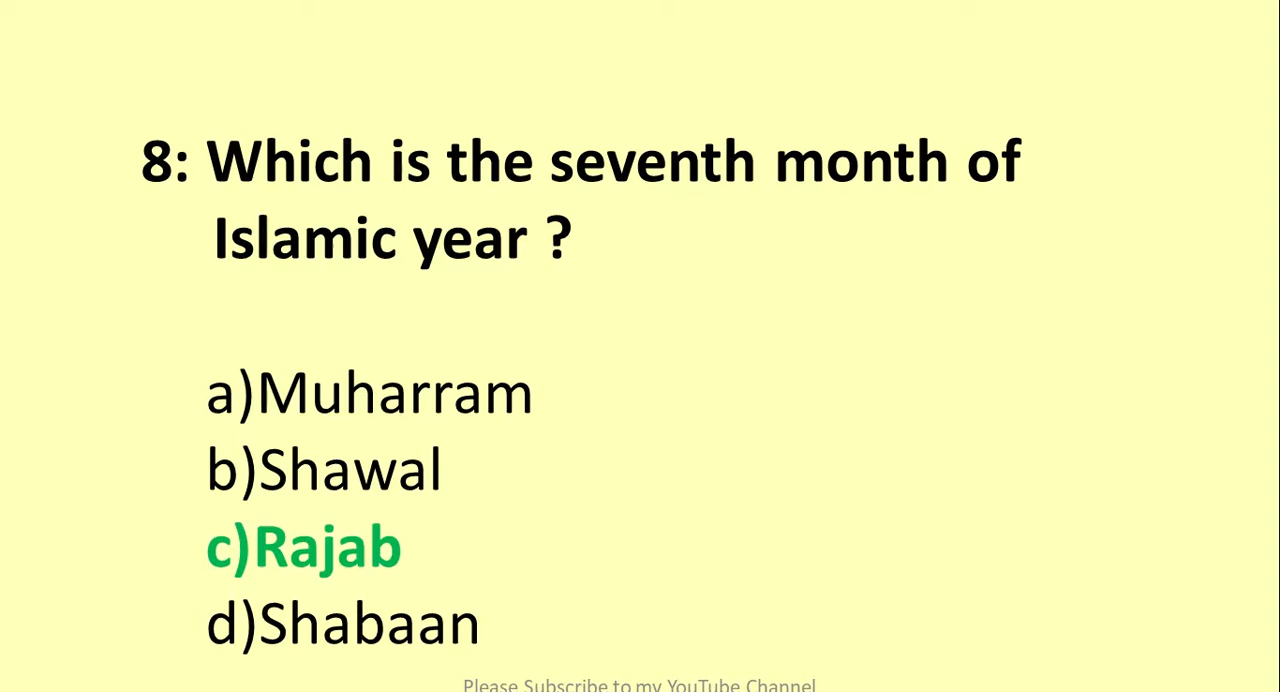 8: Which is the seventh month of
Islamic year ?
a)Muharram
b)Shawal
c)Rajab
d)Shabaan
Please Subscribe to my YouTube Channel